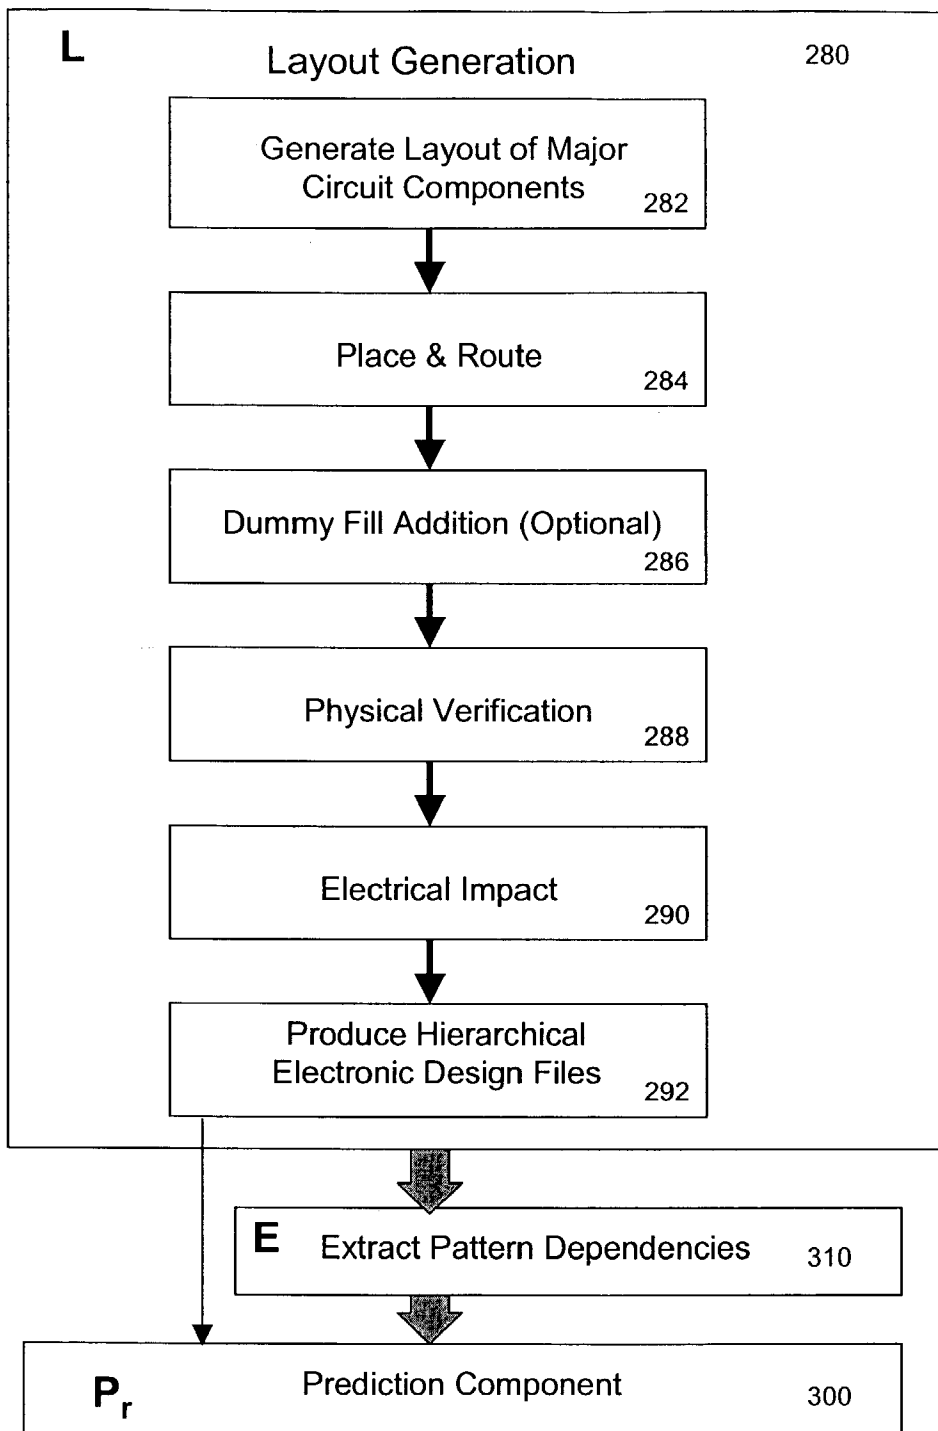 L
Layout Generation 280
Generate Layout of Major
Circuit Components
282
Place & Route
284
Dummy Fill Addition (Optional)
286
Physical Verification
288
Electrical Impact
290
Produce Hierarchical
Electronic Design Files
292
E Extract Pattern Dependencies 310
Pr Prediction Component 300